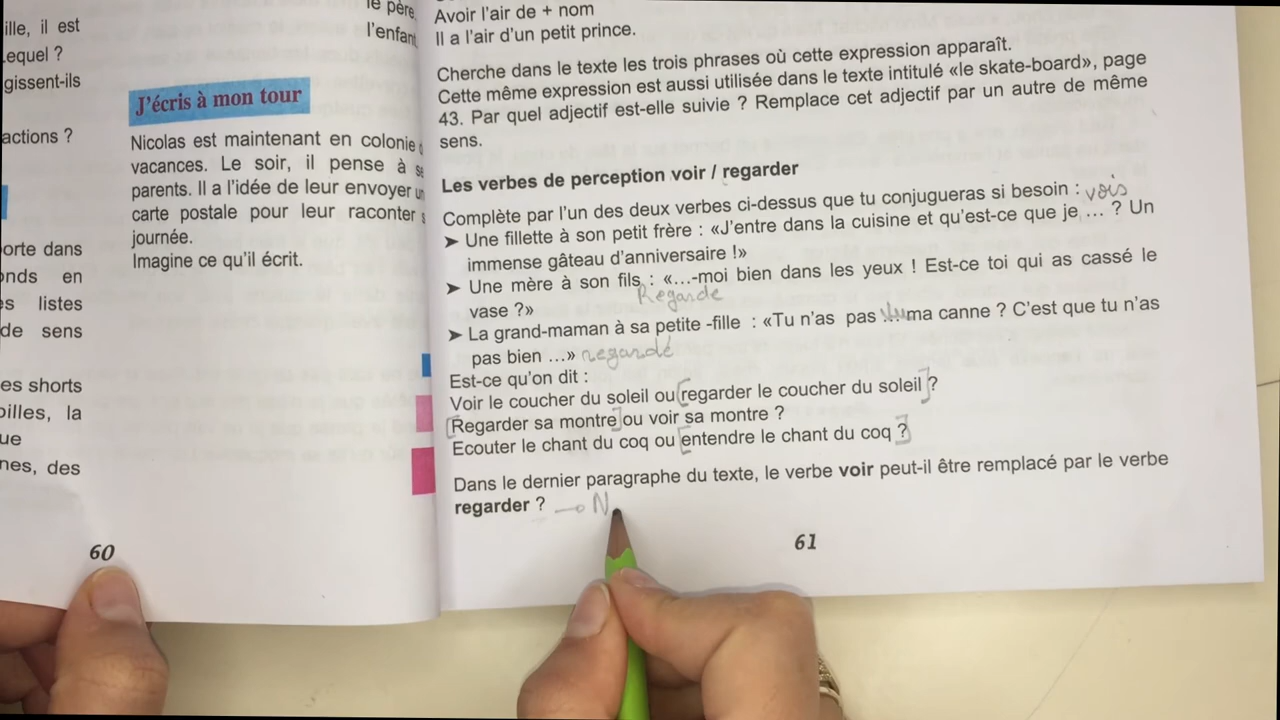 ille, il est
equel ?
gissent-ils
actions ?
orte dans
onds en
es listes
de sens
es shorts
oilles, la
ue
nes, des
le père,
l'enfant
J'écris à mon tour
Nicolas est maintenant en colonie
vacances. Le soir, il pense à se
parents. Il a l'idée de leur envoyer un
carte postale pour leur raconter s
journée.
Imagine ce qu'il écrit.
60
Avoir l'air de + nom
Il a l'air d'un petit prince.
Cherche dans le texte les trois phrases où cette expression apparaît.
Cette même expression est aussi utilisée dans le texte intitulé «le skate-board», page
43. Par quel adjectif est-elle suivie ? Remplace cet adjectif par un autre de même
sens.
Les verbes de perception voir / regarder
Complète par l'un des deux verbes ci-dessus que tu conjugueras si besoin : vois
➤ Une fillette à son petit frère : «J'entre dans la cuisine et qu'est-ce que je ... ? Un
immense gâteau d'anniversaire !»
➤ Une mère à son fils : «...-moi bien dans les yeux ! Est-ce toi qui as cassé le
Regarde
vase ?»
➤ La grand-maman à sa petite -fille : «Tu n'as pas ... vu ma canne ? C'est que tu n'as
pas bien ...» regardé
Est-ce qu'on dit :
Voir le coucher du soleil ou [regarder le coucher du soleil] ?
[Regarder sa montre] ou voir sa montre ?
Ecouter le chant du coq ou [entendre le chant du coq ?]
Dans le dernier paragraphe du texte, le verbe voir peut-il être remplacé par le verbe
regarder ? → N
61